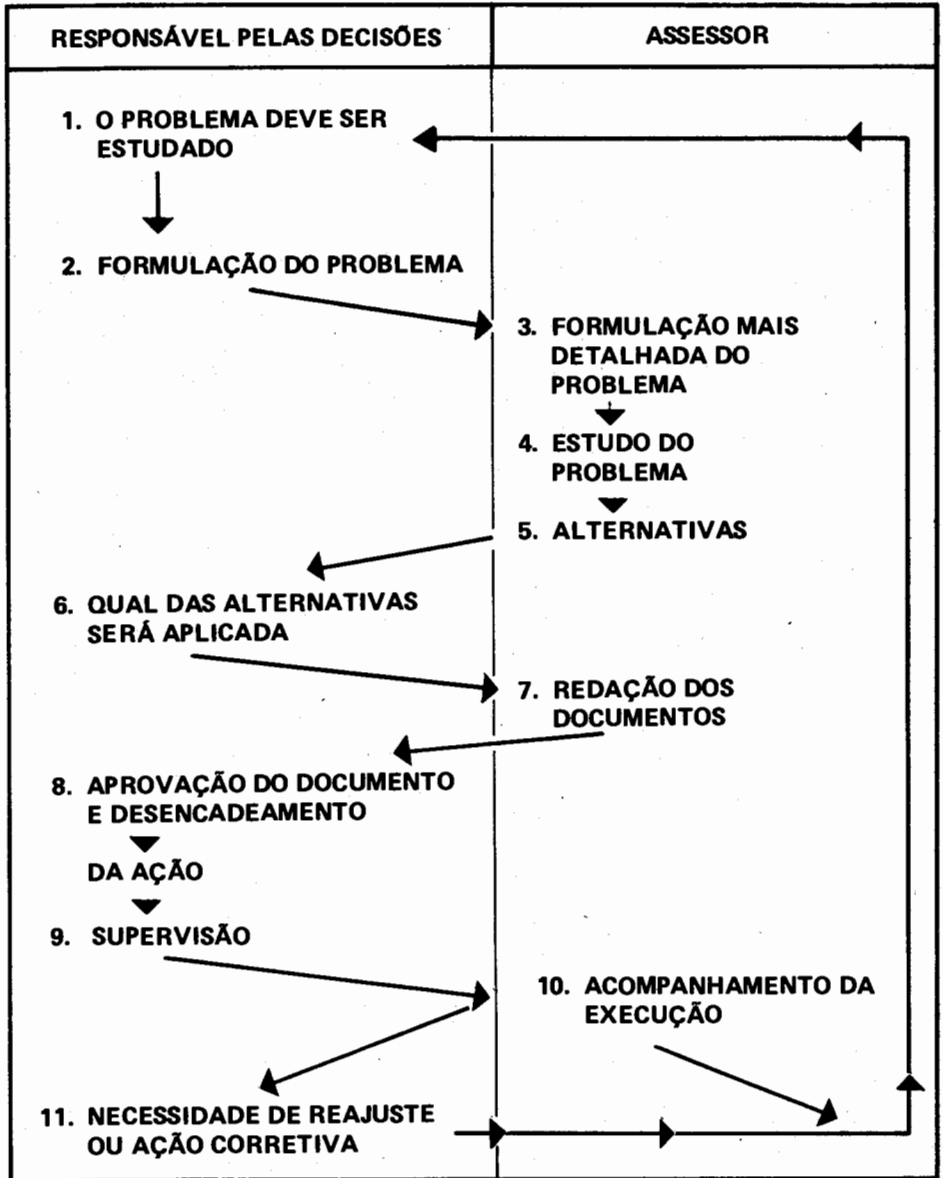 RESPONSÁVEL PELAS DECISÕES
ASSESSOR
1. O PROBLEMA DEVE SER
ESTUDADO
2. FORMULAÇÃO DO PROBLEMA
3. FORMULAÇÃO MAIS
DETALHADA DO
PROBLEMA
4. ESTUDO DO
PROBLEMA
5. ALTERNATIVAS
6. QUAL DAS ALTERNATIVAS
SERÁ APLICADA
7. REDAÇÃO DOS
DOCUMENTOS
8. APROVAÇÃO DO DOCUMENTO
E DESENCADEAMENTO
DA AÇÃO
9. SUPERVISÃO
10. ACOMPANHAMENTO DA
EXECUÇÃO
11. NECESSIDADE DE REAJUSTE
OU AÇÃO CORRETIVA